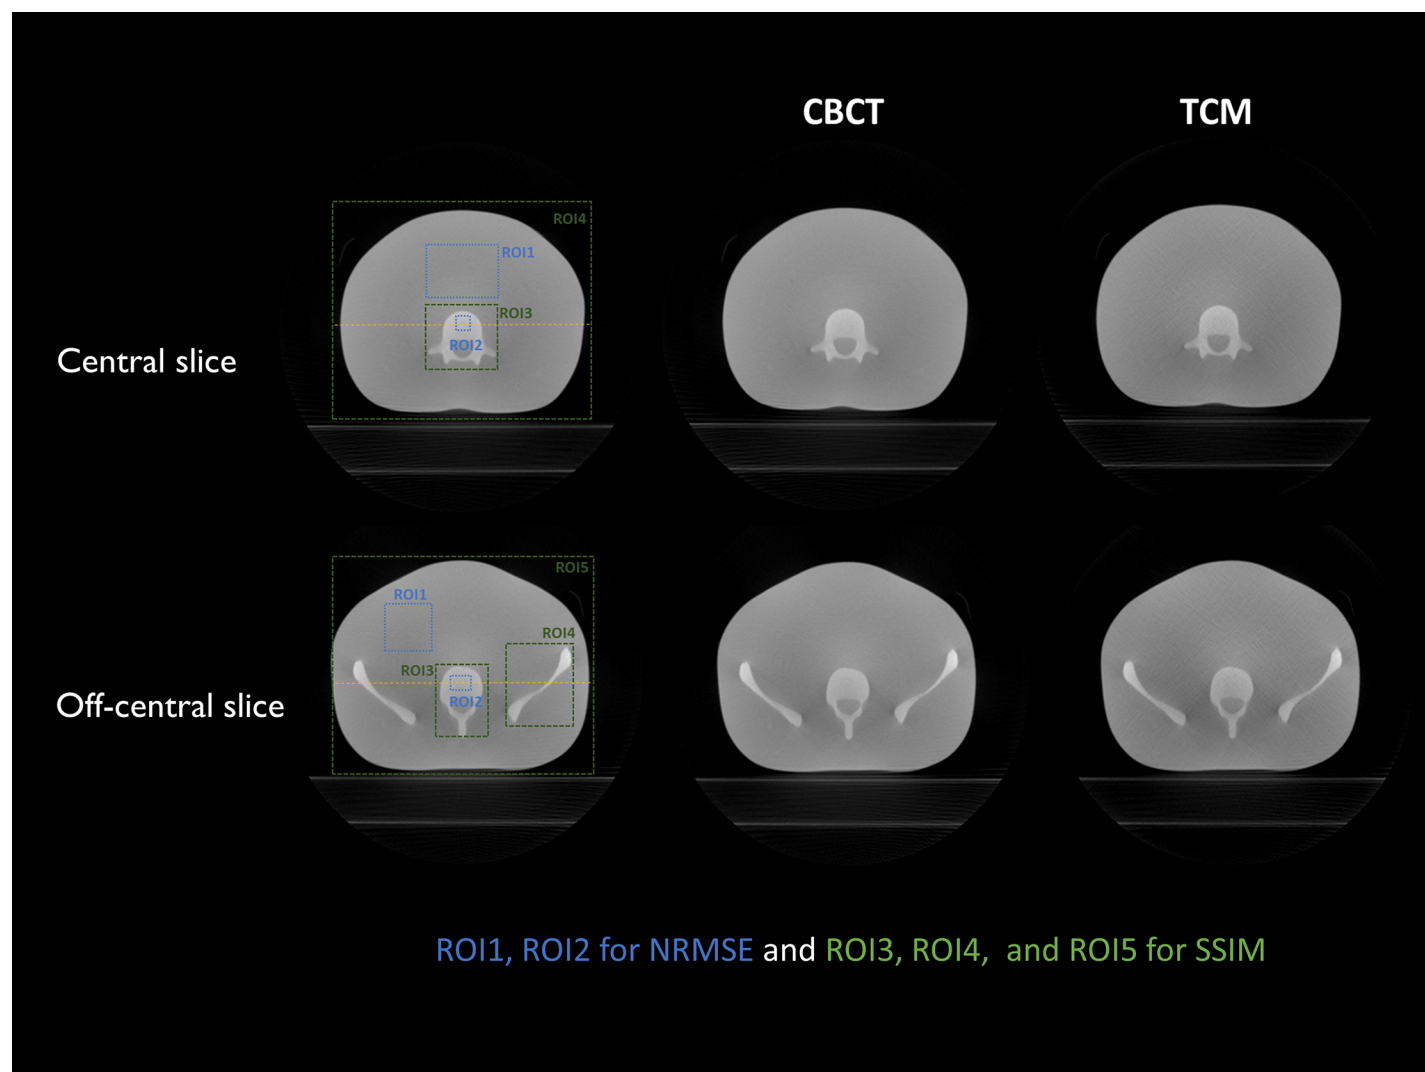 CBCT
TCM
ROI4
ROI1
ROI3
ROI2
Central slice
ROI5
ROI1
ROI4
ROI3
ROI2
Off-central slice
ROI1, ROI2 for NRMSE and ROI3, ROI4,  and ROI5 for SSIM